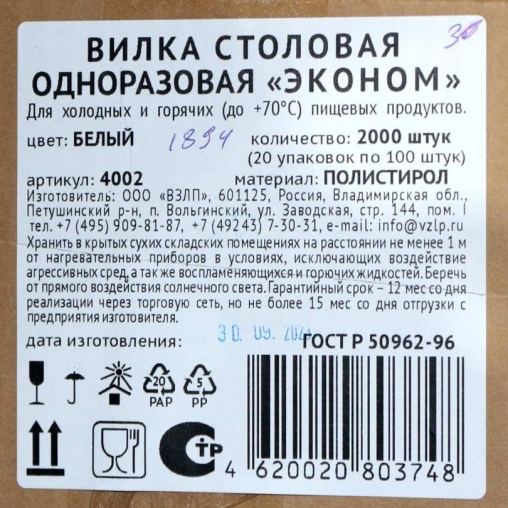 ВИЛКА СТОЛОВАЯ
ОДНОРАЗОВАЯ «ЭКОНОМ»
Для холодных и горячих (до +70°С) пищевых продуктов.
цвет: БЕЛЫЙ 1894 количество: 2000 штук
(20 упаковок по 100 штук)
артикул: 4002 материал: ПОЛИСТИРОЛ
Изготовитель: ООО «ВЗЛП», 601125, Россия, Владимирская обл.,
Петушинский р-н, п. Вольгинский, ул. Заводская, стр. 144, пом. I
тел. +7 (495) 909-81-87, +7 (49243) 7-30-31, e-mail: info@vzlp.ru
Хранить в крытых сухих складских помещениях на расстоянии не менее 1 м
от нагревательных приборов в условиях, исключающих воздействие
агрессивных сред, а так же воспламеняющихся и горючих жидкостей. Беречь
от прямого воздействия солнечного света. Гарантийный срок – 12 мес со дня
реализации через торговую сеть, но не более 15 мес со дня отгрузки с
предприятия изготовителя.
дата изготовления: 30. 09. ГОСТ Р 50962-96
20 5
PAP PP
СТР
4 620020 803748